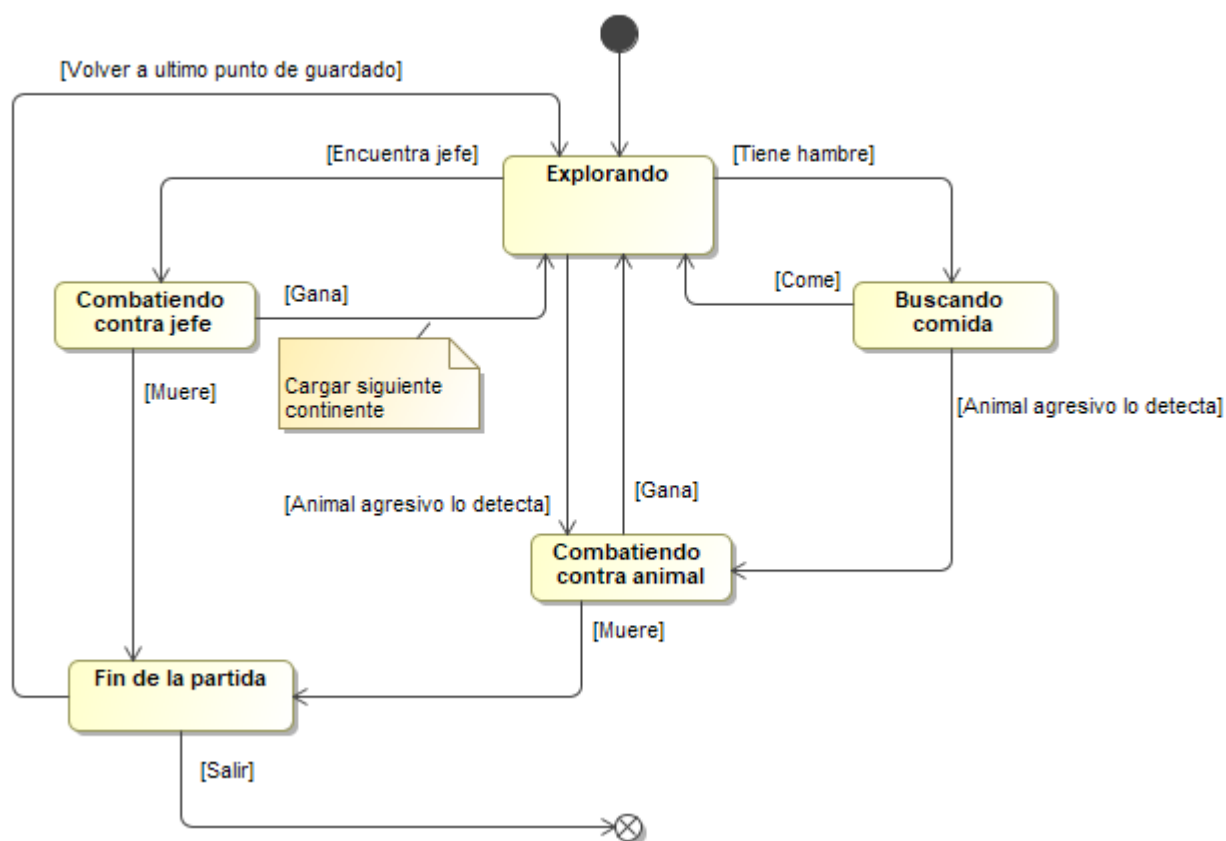 [Volver a ultimo punto de guardado]
[Encuentra jefe]
[Tiene hambre]
Explorando
[Come]
Combatiendo
contra jefe
[Gana]
Buscando
comida
Cargar siguiente
continente
[Muere]
[Animal agresivo lo detecta]
[Animal agresivo lo detecta]
[Gana]
Combatiendo
contra animal
[Muere]
Fin de la partida
[Salir]